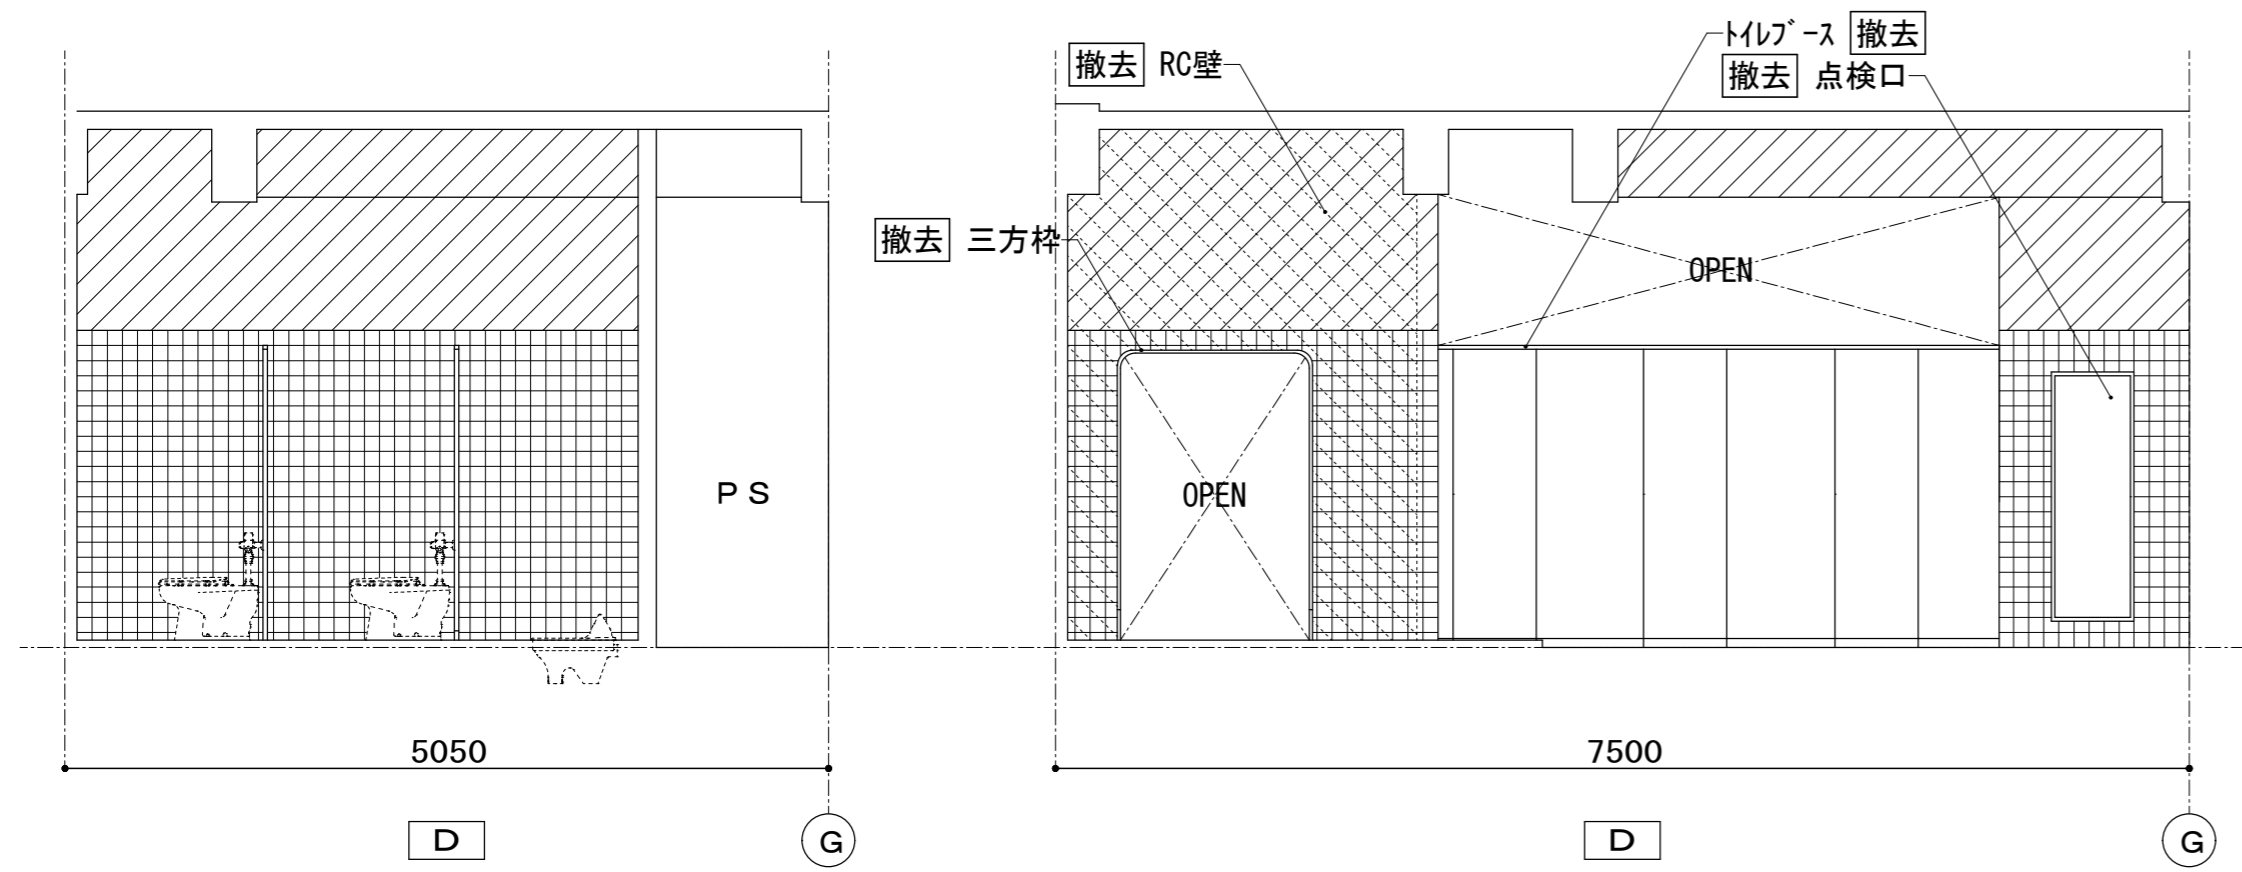 トイレブース 撤去
撤去 RC壁
撤去 点検口
撤去 三方枠
OPEN
PS
OPEN
5050
7500
D
G
D
G